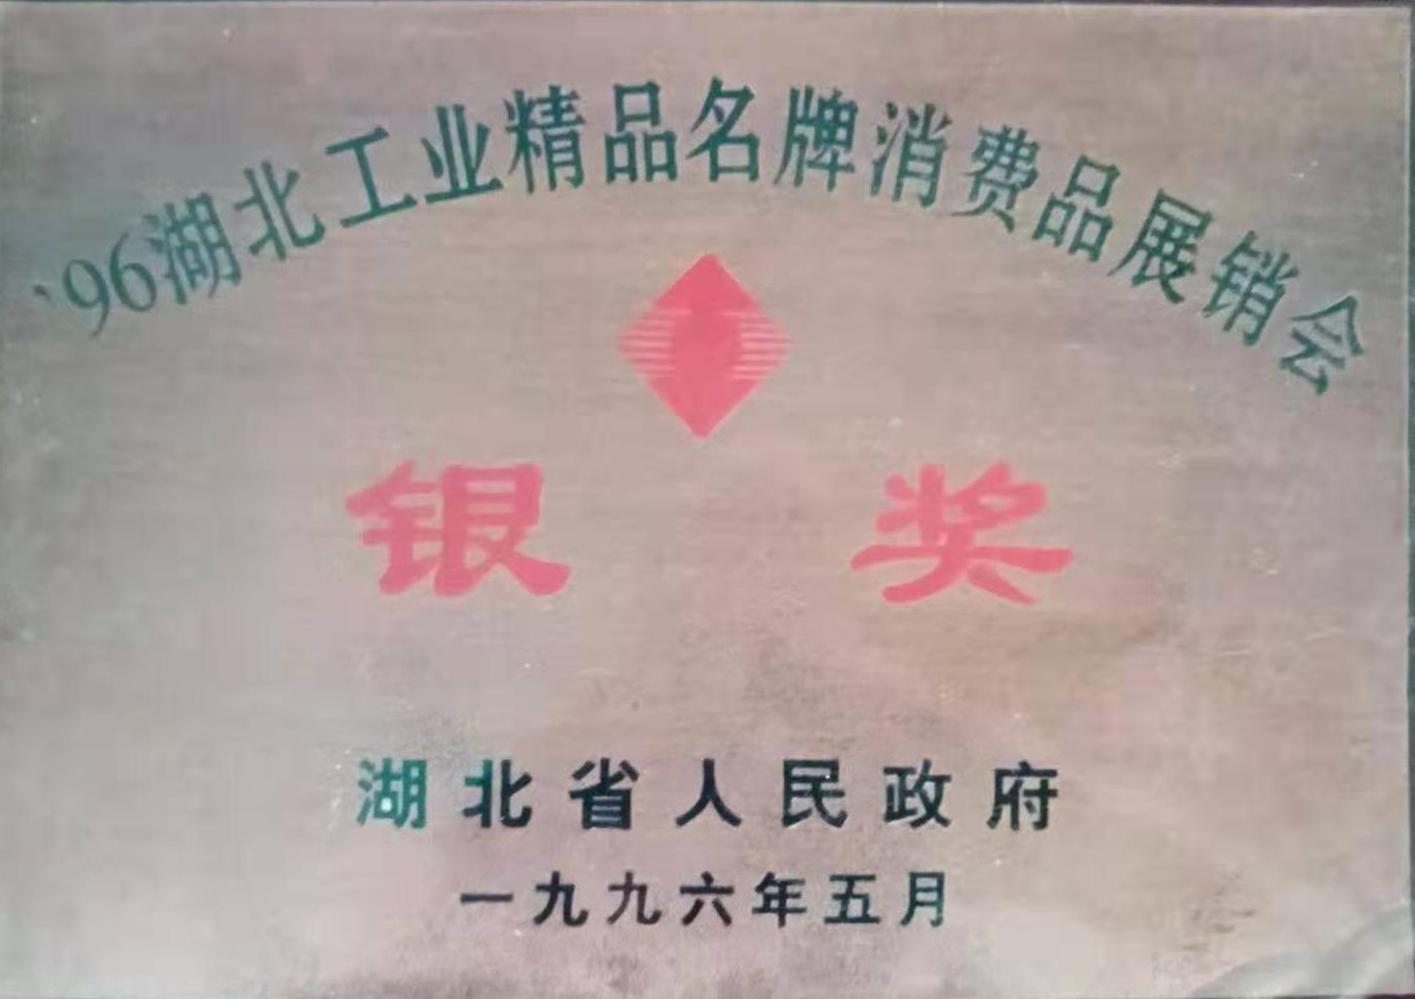 '96湖北工业精品名牌消费品展销会
银奖
湖北省人民政府
一九九六年五月